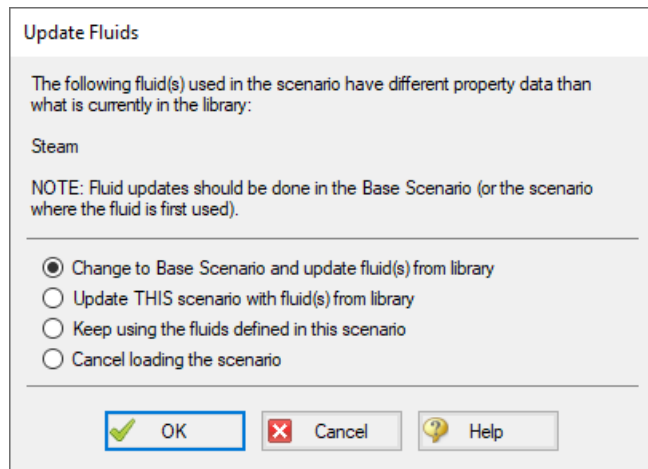 Update Fluids
The following fluid(s) used in the scenario have different property data than
what is currently in the library:
Steam
NOTE: Fluid updates should be done in the Base Scenario (or the scenario
where the fluid is first used).
Change to Base Scenario and update fluid(s) from library
Update THIS scenario with fluid(s) from library
Keep using the fluids defined in this scenario
Cancel loading the scenario
OK Cancel Help